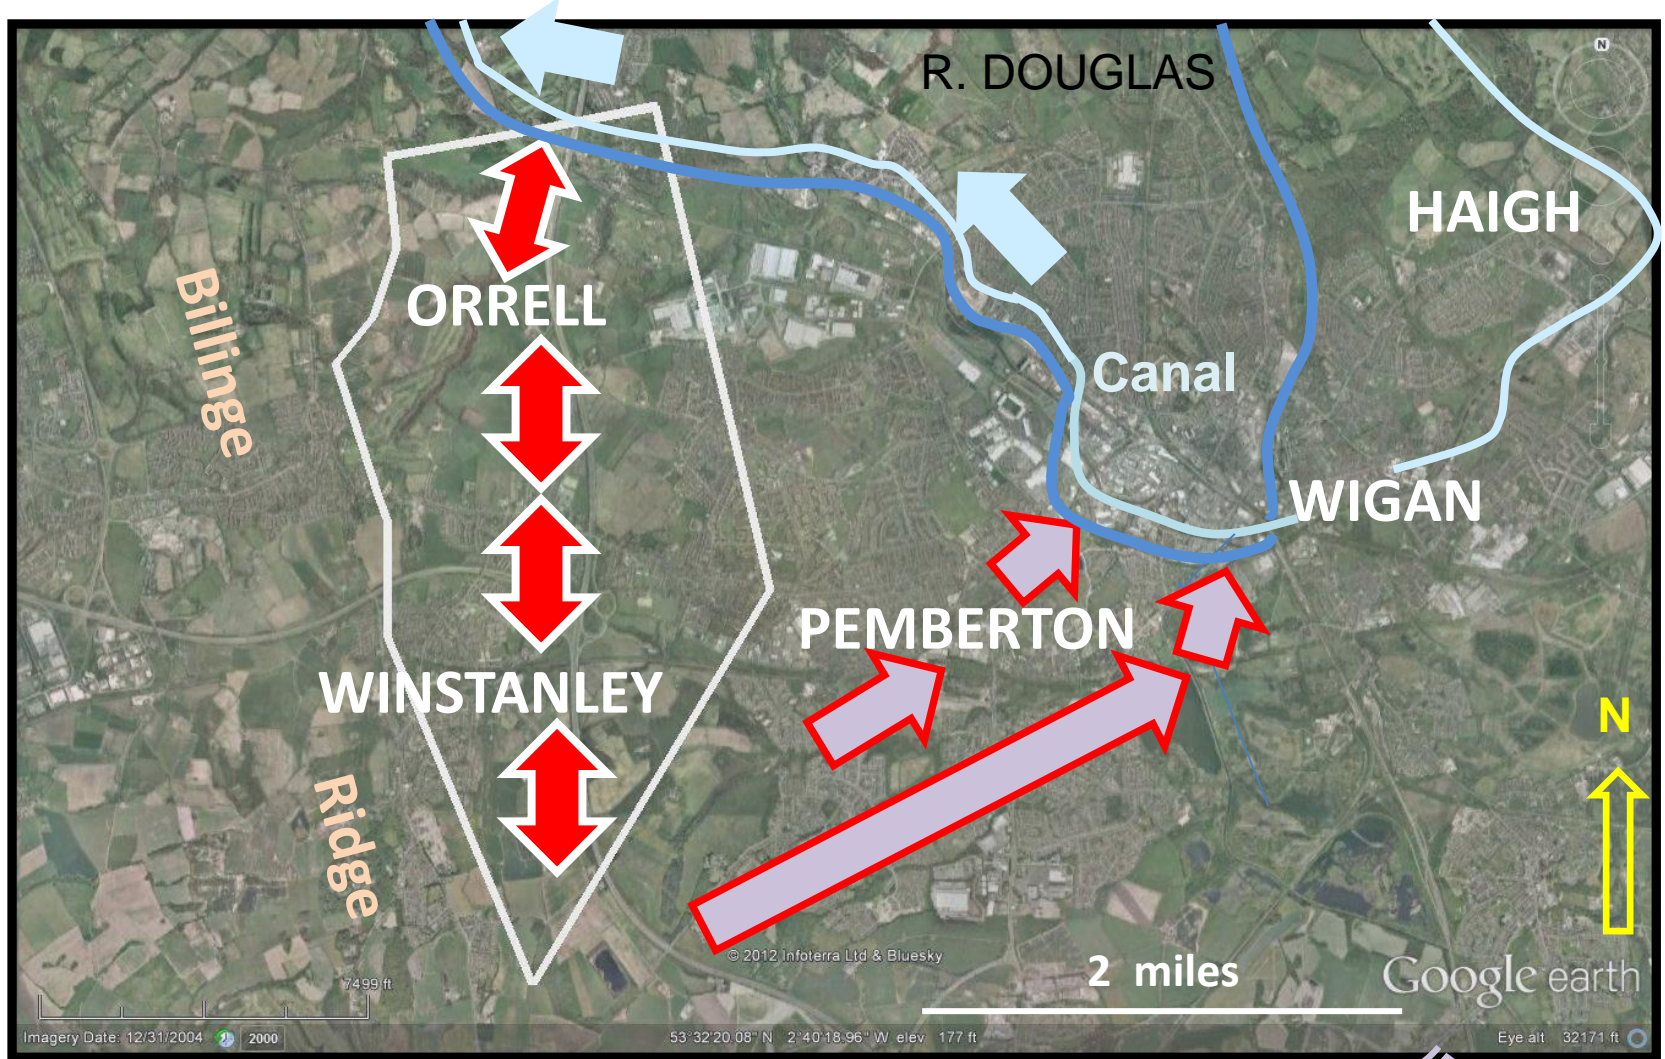 N
R. DOUGLAS
HAIGH
Billinge
ORRELL
Canal
WIGAN
PEMBERTON
WINSTANLEY
N
Ridge
© 2012 Infoterra Ltd & Bluesky
2 miles
Google earth
7499 ft
Imagery Date: 12/31/2004 2000 53°32'20.08" N 2°40'18.96" W elev 177 ft Eye alt 32171 ft